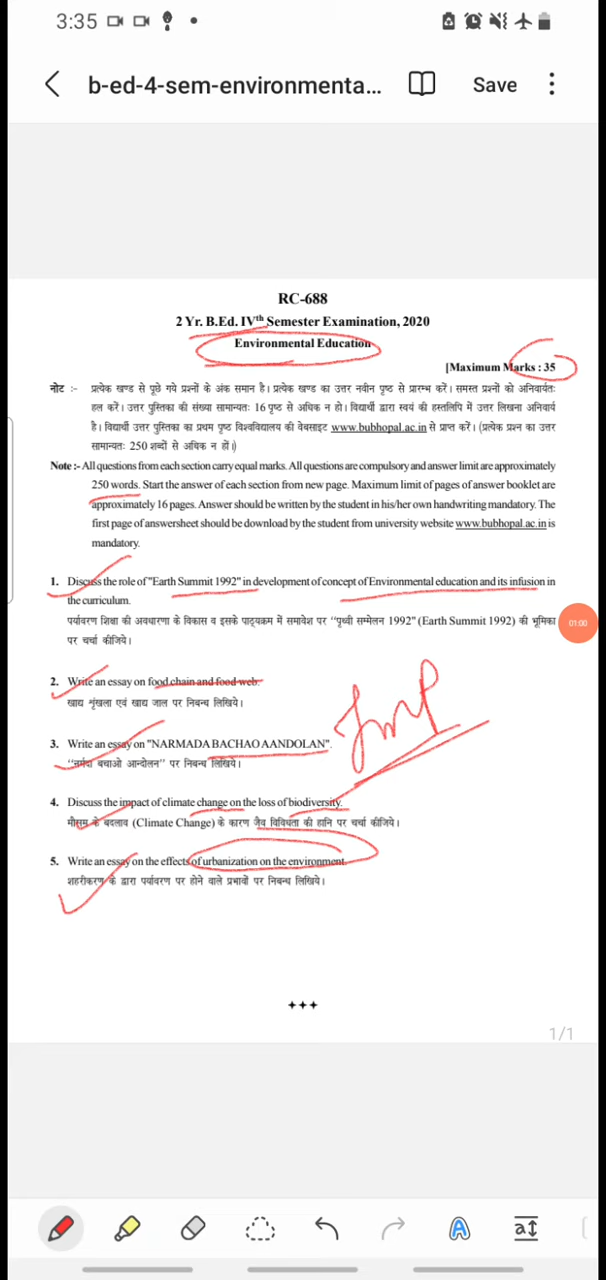 3:35
b-ed-4-sem-environmenta... Save
RC-688
2 Yr. B.Ed. IVth Semester Examination, 2020
Environmental Education
[Maximum Marks : 35
नोट :- प्रत्येक खण्ड से पूछे गये प्रश्नों के अंक समान है। प्रत्येक खण्ड का उत्तर नवीन पृष्ठ से प्रारम्भ करें। समस्त प्रश्नों को अनिवार्यतः
हल करें। उत्तर पुस्तिका की संख्या सामान्यतः 16 पृष्ठ से अधिक न हो। विद्यार्थी द्वारा स्वयं की हस्तलिपि में उत्तर लिखना अनिवार्य
है। विद्यार्थी उत्तर पुस्तिका का प्रथम पृष्ठ विश्वविद्यालय की वेबसाइट www.bubhopal.ac.in से प्राप्त करें। (प्रत्येक प्रश्न का उत्तर
सामान्यतः 250 शब्दों से अधिक न हों।)
Note :- All questions from each section carry equal marks. All questions are compulsory and answer limit are approximately
250 words. Start the answer of each section from new page. Maximum limit of pages of answer booklet are
approximately 16 pages. Answer should be written by the student in his/her own handwriting mandatory. The
first page of answersheet should be download by the student from university website www.bubhopal.ac.in is
mandatory.
1. Discuss the role of "Earth Summit 1992" in development of concept of Environmental education and its infusion in
the curriculum.
पर्यावरण शिक्षा की अवधारणा के विकास व इसके पाठ्यक्रम में समावेश पर "पृथ्वी सम्मेलन 1992" (Earth Summit 1992) की भूमिका
पर चर्चा कीजिये।
01:00
2. Write an essay on food chain and food web.
खाद्य शृंखला एवं खाद्य जाल पर निबन्ध लिखिये।
Imp
3. Write an essay on "NARMADA BACHAO AANDOLAN".
"नर्मदा बचाओ आन्दोलन" पर निबन्ध लिखिये।
4. Discuss the impact of climate change on the loss of biodiversity.
मौसम के बदलाव (Climate Change) के कारण जैव विविधता की हानि पर चर्चा कीजिये।
5. Write an essay on the effects of urbanization on the environment.
शहरीकरण के द्वारा पर्यावरण पर होने वाले प्रभावों पर निबन्ध लिखिये।
1/1